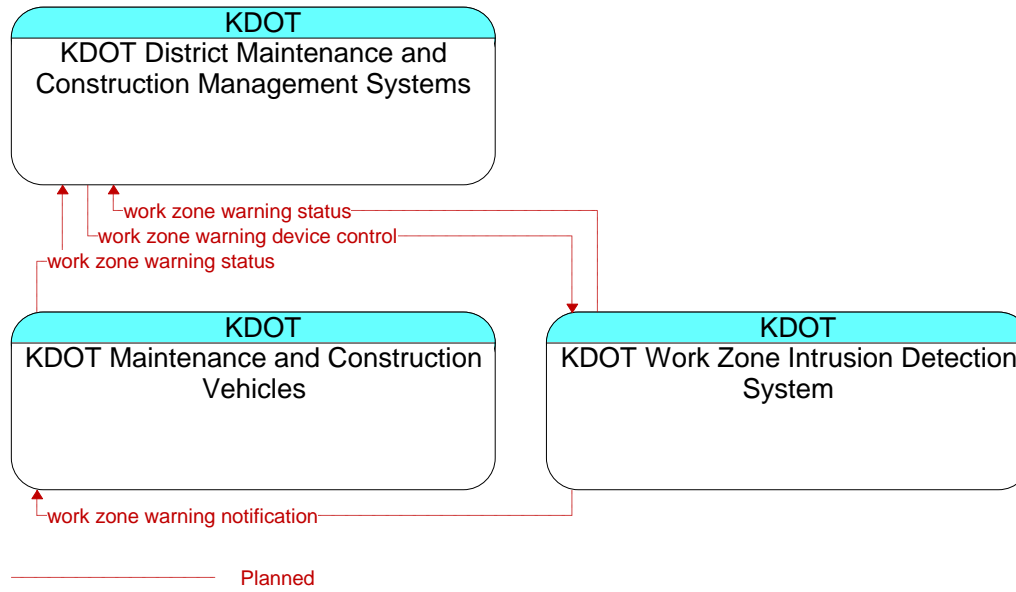 KDOT
KDOT District Maintenance and
Construction Management Systems
work zone warning status
work zone warning device control
work zone warning status
KDOT
KDOT Maintenance and Construction
Vehicles
KDOT
KDOT Work Zone Intrusion Detection
System
work zone warning notification
Planned